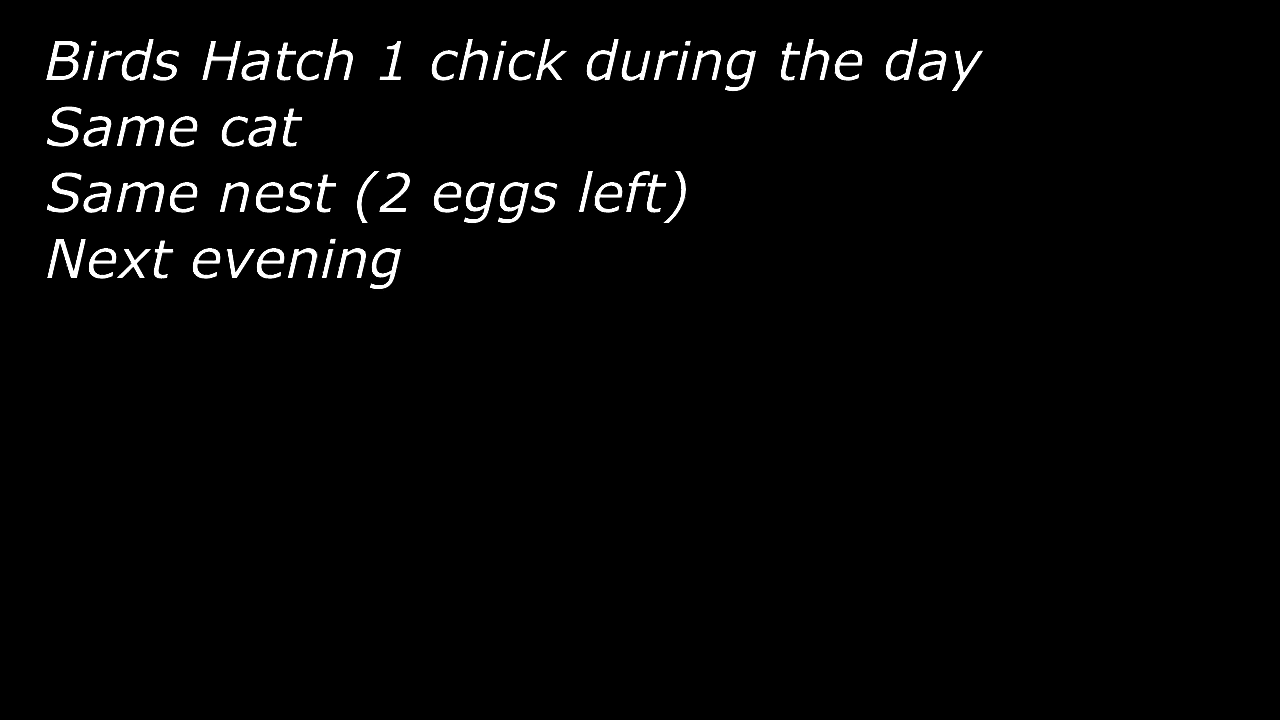 Birds Hatch 1 chick during the day
Same cat
Same nest (2 eggs left)
Next evening